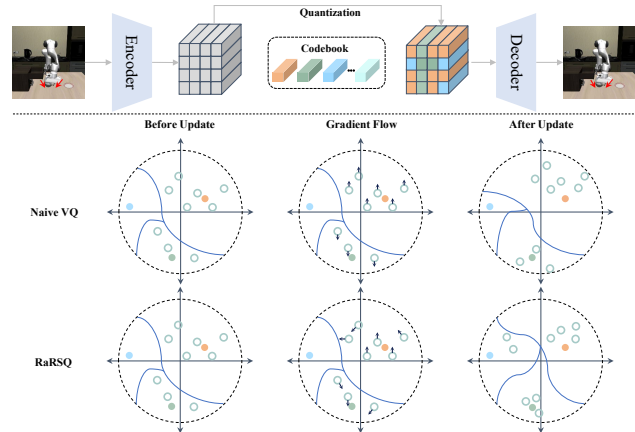 Quantization
Encoder
Codebook
Decoder
Before Update
Gradient Flow
After Update
Naive VQ
RaRSQ